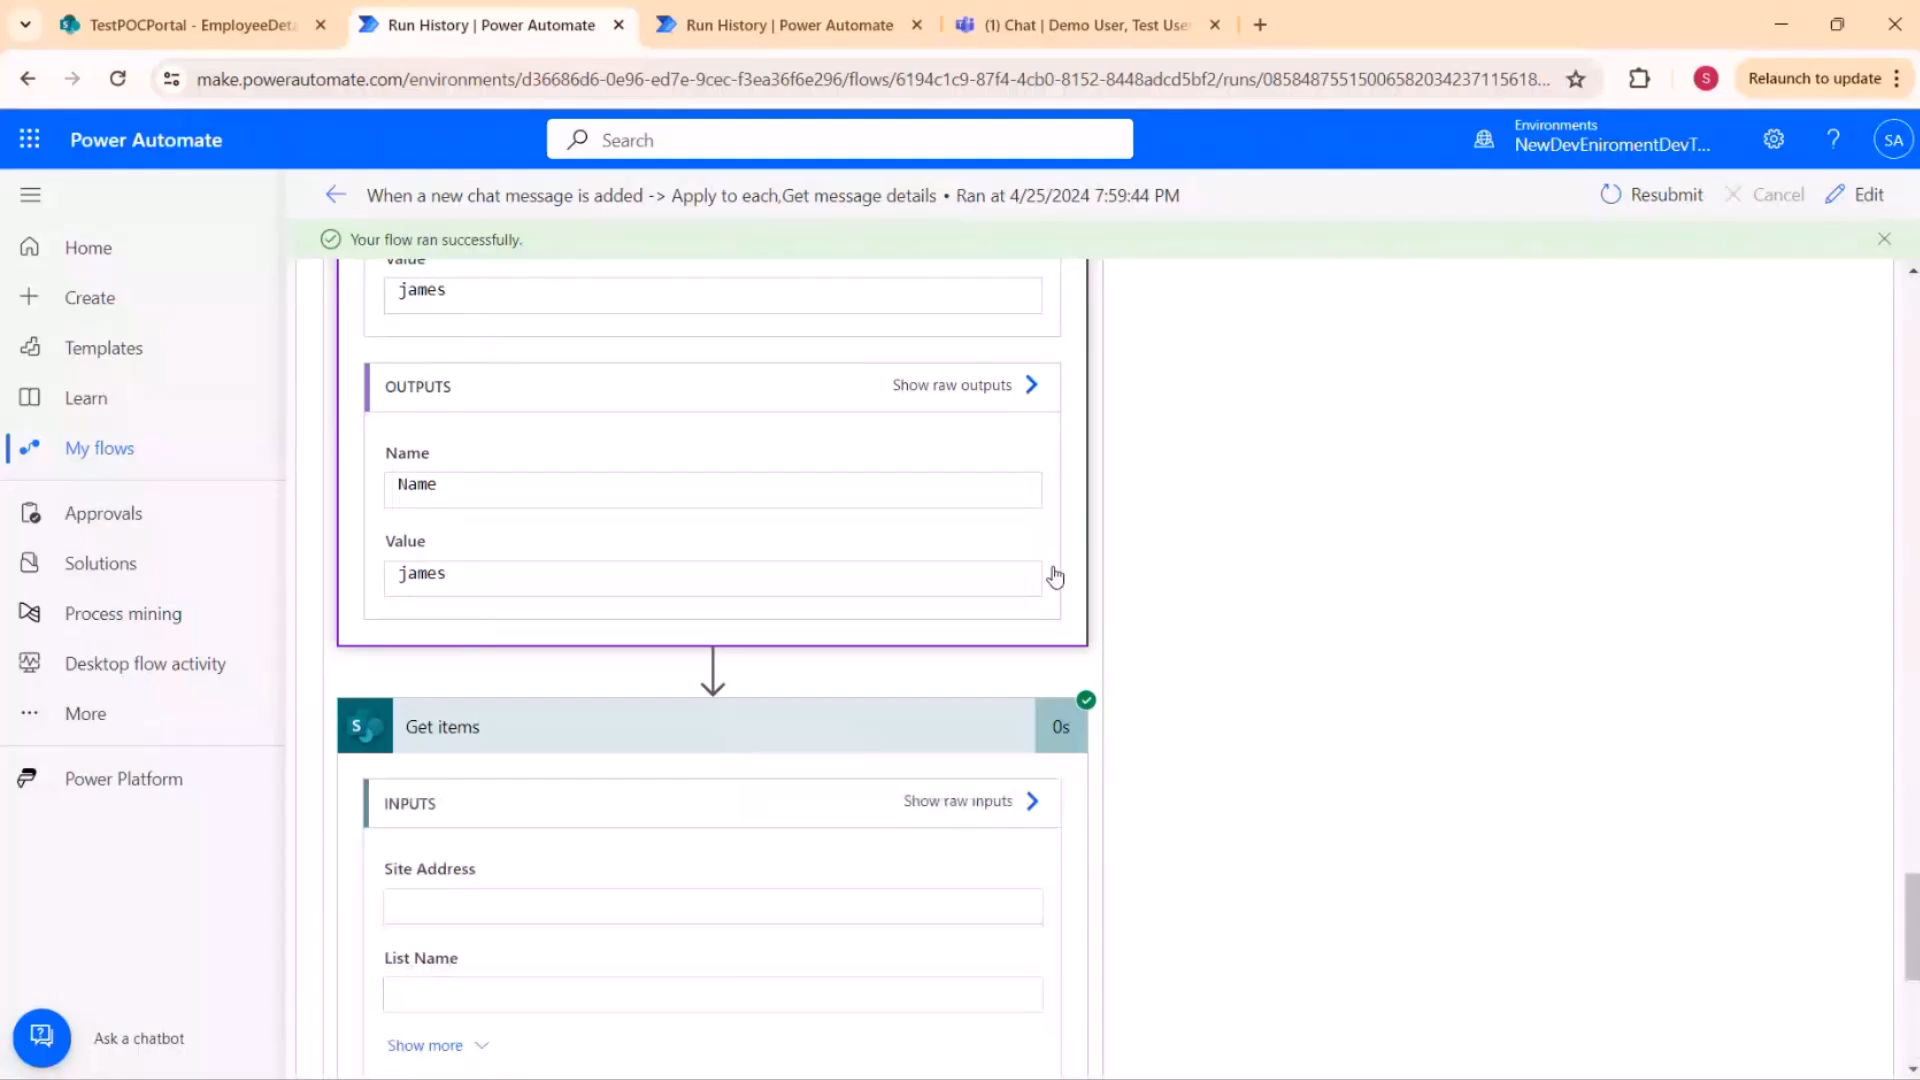 TestPOCPortal - EmployeeDeta
Run History | Power Automate
Run History | Power Automate
(1) Chat | Demo User, Test Use
make.powerautomate.com/environments/d36686d6-0e96-ed7e-9cec-f3ea36f6e296/flows/6194c1c9-87f4-4cb0-8152-8448adcd5bf2/runs/08584875515006582034237115618...
S
Relaunch to update
Power Automate
Search
Environments
NewDevEniromentDevT...
?
SA
When a new chat message is added -> Apply to each,Get message details • Ran at 4/25/2024 7:59:44 PM
Resubmit
Cancel
Edit
Your flow ran successfully.
Home
Create
Templates
Learn
My flows
Approvals
Solutions
Process mining
Desktop flow activity
More
Power Platform
Ask a chatbot
Value
james
OUTPUTS
Show raw outputs
Name
Name
Value
james
S
Get items
0s
INPUTS
Show raw inputs
Site Address
List Name
Show more